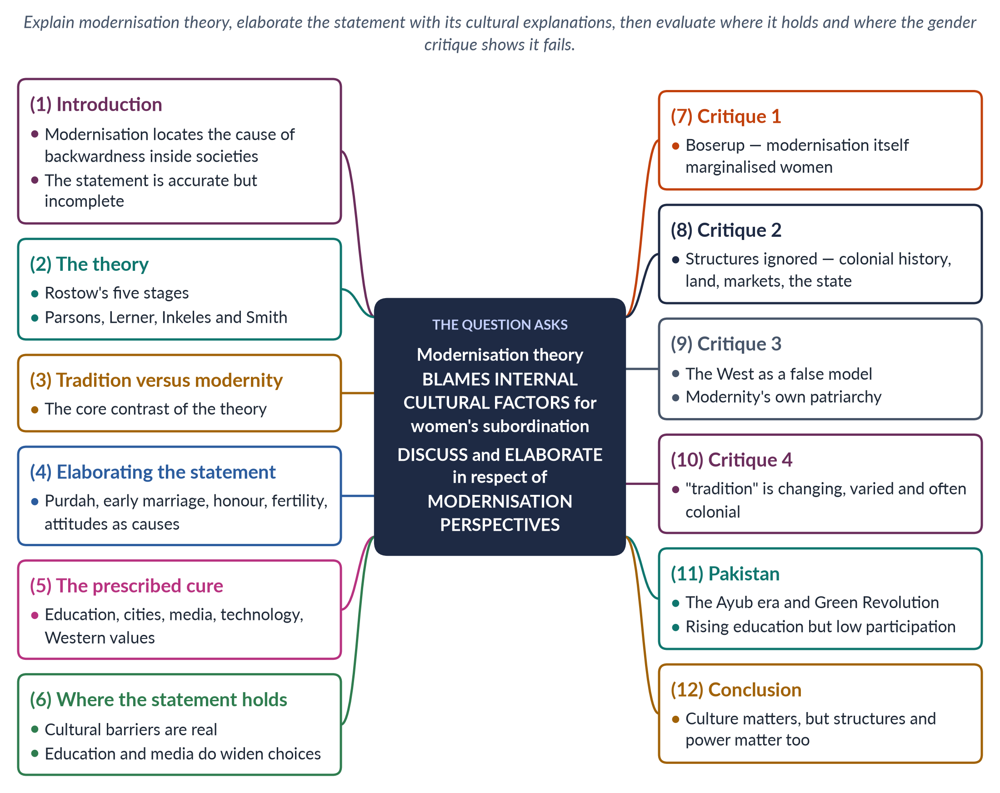 Explain modernisation theory, elaborate the statement with its cultural explanations, then evaluate where it holds and where the gender
critique shows it fails.
(1) Introduction
• Modernisation locates the cause of
backwardness inside societies
• The statement is accurate but
incomplete
(2) The theory
• Rostow's five stages
• Parsons, Lerner, Inkeles and Smith
(3) Tradition versus modernity
• The core contrast of the theory
(4) Elaborating the statement
• Purdah, early marriage, honour, fertility,
attitudes as causes
(5) The prescribed cure
• Education, cities, media, technology,
Western values
(6) Where the statement holds
• Cultural barriers are real
• Education and media do widen choices
THE QUESTION ASKS
Modernisation theory
BLAMES INTERNAL
CULTURAL FACTORS for
women's subordination
DISCUSS and ELABORATE
in respect of
MODERNISATION
PERSPECTIVES
(7) Critique 1
• Boserup — modernisation itself
marginalised women
(8) Critique 2
• Structures ignored — colonial history,
land, markets, the state
(9) Critique 3
• The West as a false model
• Modernity's own patriarchy
(10) Critique 4
• "tradition" is changing, varied and often
colonial
(11) Pakistan
• The Ayub era and Green Revolution
• Rising education but low participation
(12) Conclusion
• Culture matters, but structures and
power matter too